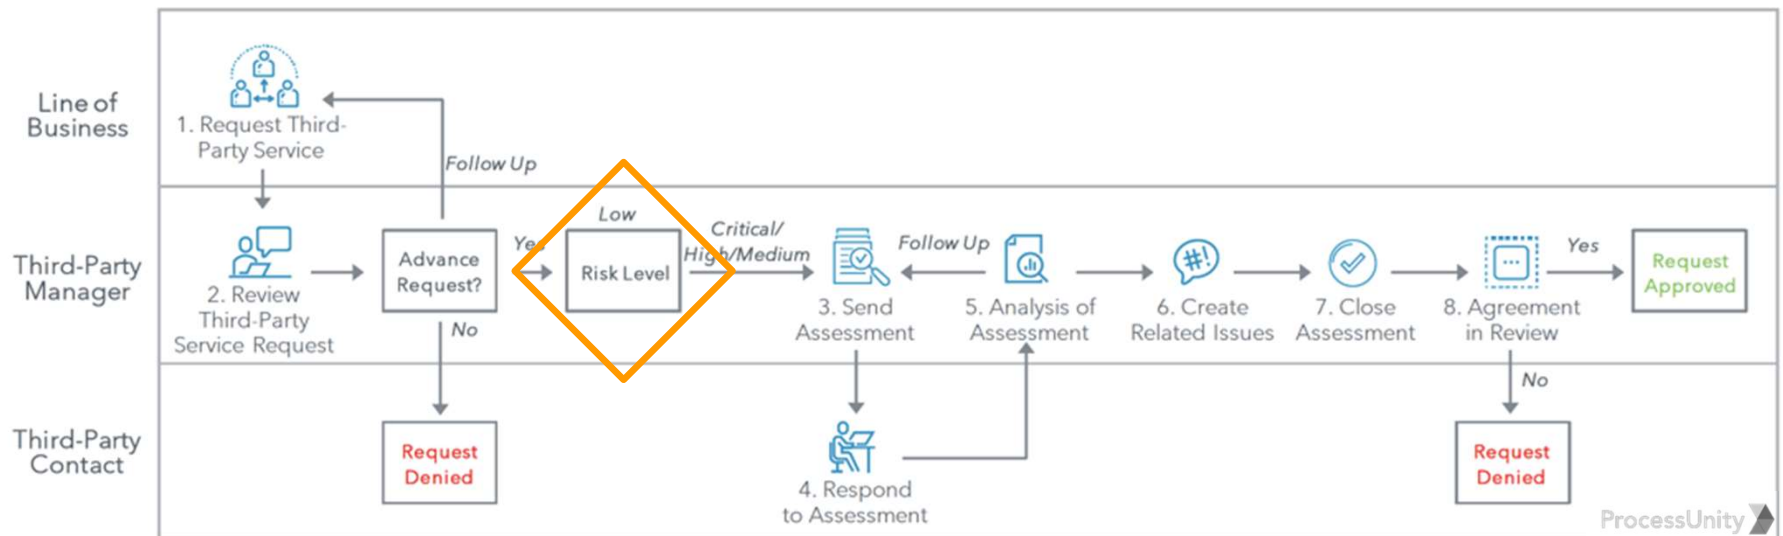 Line of
Business
1. Request Third-
Party Service
Follow Up
Third-Party
Manager
2. Review
Third-Party
Service Request
Advance
Request?
Yes
No
Low
Risk Level
Critical/
High/Medium
3. Send
Assessment
Follow Up
5. Analysis of
Assessment
#!
6. Create
Related Issues
7. Close
Assessment
8. Agreement
in Review
Yes
Request
Approved
No
Third-Party
Contact
Request
Denied
4. Respond
to Assessment
Request
Denied
ProcessUnity